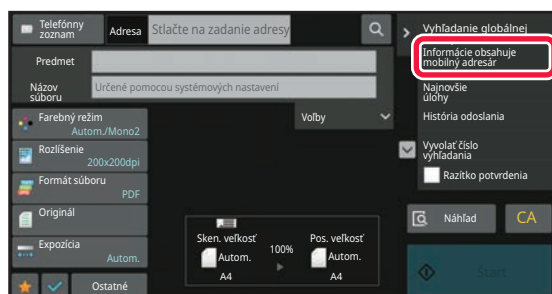 Telefónny zoznam
Adresa
Stlačte na zadanie adresy
Predmet
Názov súboru
Určené pomocou systémových nastavení
Farebný režim
Autom./Mono2
Voľby
Rozlíšenie
200x200dpi
Formát súboru
PDF
Originál
Expozícia
Autom.
Ostatné
Sken. veľkosť
Autom.
A4
100%
Pos. veľkosť
Autom.
A4
Vyhľadanie globálnej
Informácie obsahuje
mobilný adresár
Najnovšie
úlohy
História odoslania
Vyvolať číslo
vyhľadania
Razítko potvrdenia
Náhľad
CA
Štart